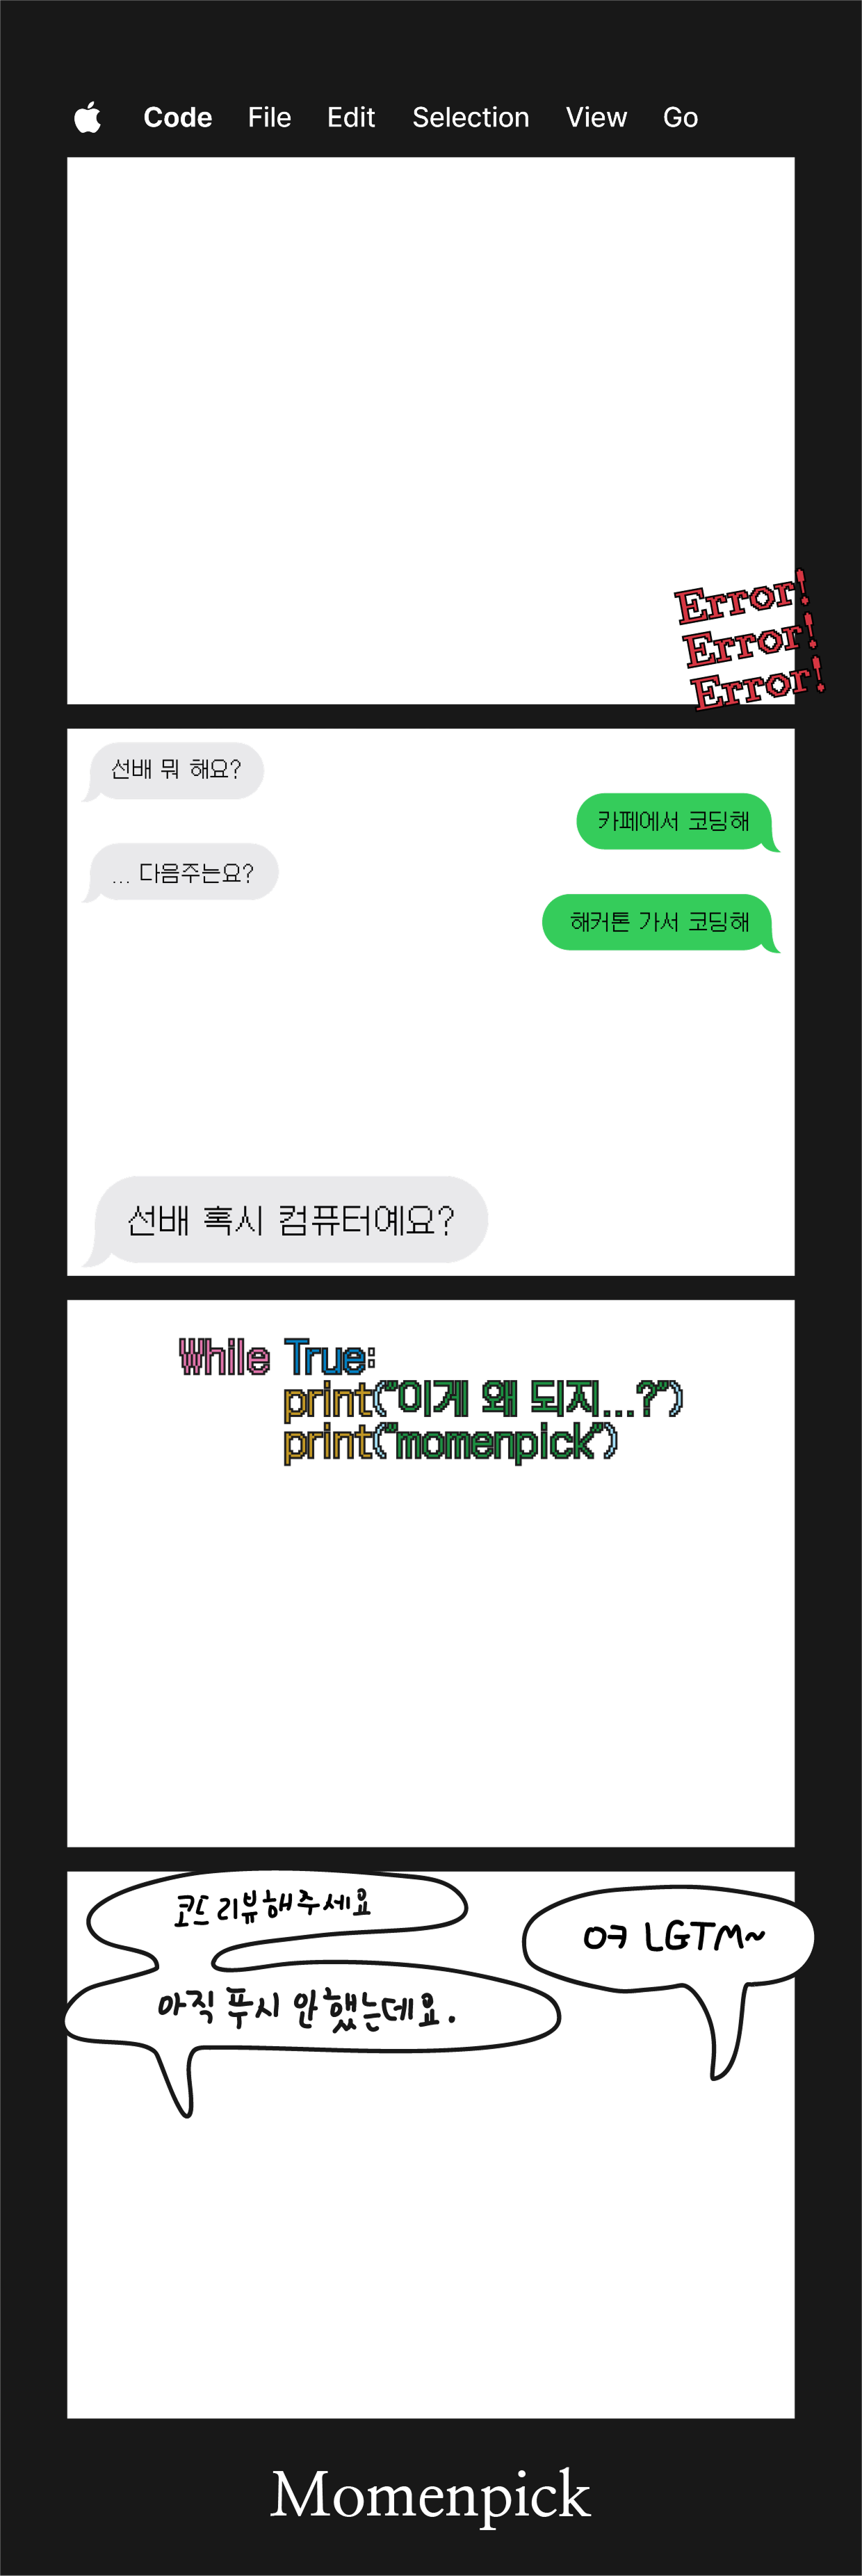 Code File Edit Selection View Go
Error!
Error!
Error!
선배 뭐 해요?
카페에서 코딩해
... 다음주는요?
해커톤 가서 코딩해
선배 혹시 컴퓨터예요?
While True:
print("이게 왜 되지...?")
print("momenpick")
코드 리뷰해주세요
여 LGTM~
아직 푸시 안했는데요.
Momenpick